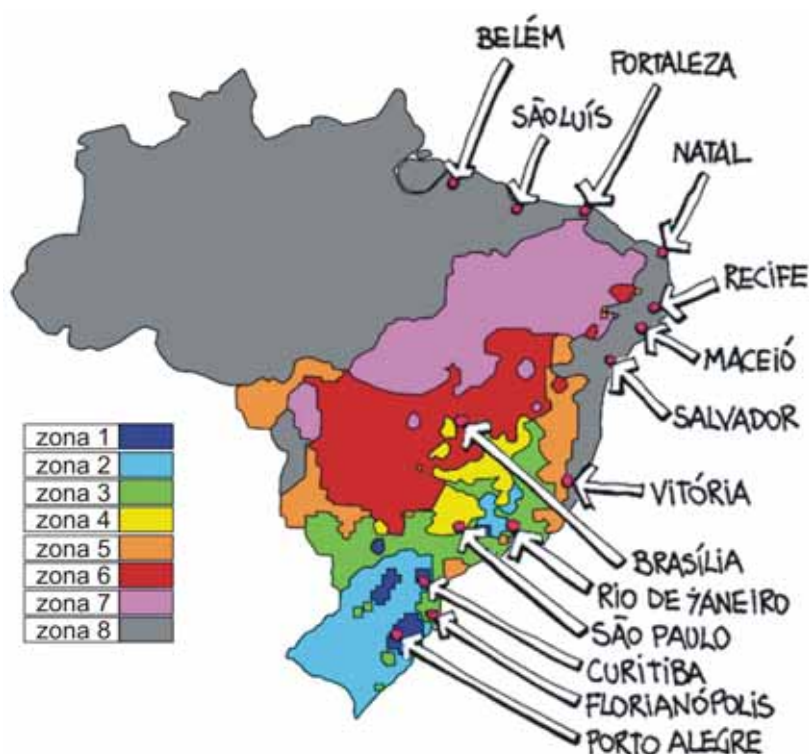 BELÉM
FORTALEZA
SÃO LUÍS
NATAL
RECIFE
MACEIÓ
SALVADOR
VITÓRIA
BRASÍLIA
RIO DE JANEIRO
SÃO PAULO
CURITIBA
FLORIANÓPOLIS
PORTO ALEGRE
zona 1
zona 2
zona 3
zona 4
zona 5
zona 6
zona 7
zona 8